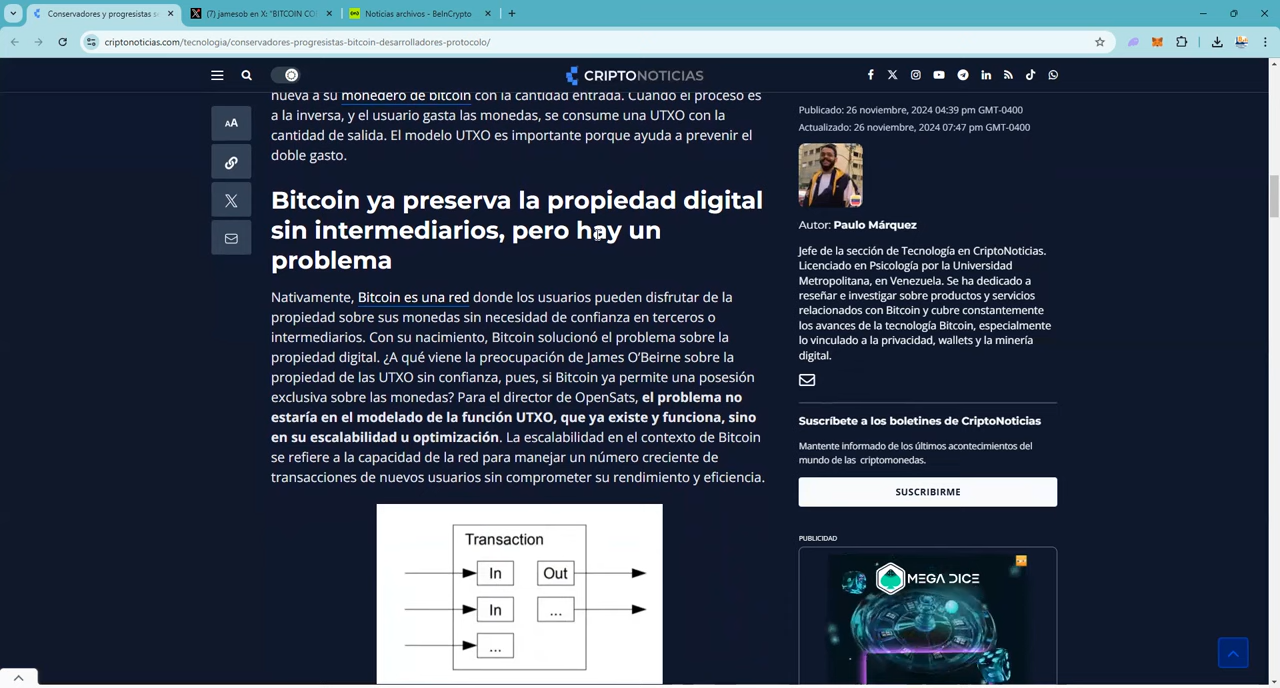 Conservadores y progresistas s
(7) jamesob en X: "BITCOIN CO
Noticias archivos - BeInCrypto
criptonoticias.com/tecnologia/conservadores-progresistas-bitcoin-desarrolladores-protocolo/
CRIPTONOTICIAS
AA
nueva a su monedero de bitcoin con la cantidad entrada. Cuando el proceso es
a la inversa, y el usuario gasta las monedas, se consume una UTXO con la
cantidad de salida. El modelo UTXO es importante porque ayuda a prevenir el
doble gasto.
Bitcoin ya preserva la propiedad digital
sin intermediarios, pero hay un
problema
Nativamente, Bitcoin es una red donde los usuarios pueden disfrutar de la
propiedad sobre sus monedas sin necesidad de confianza en terceros o
intermediarios. Con su nacimiento, Bitcoin solucionó el problema sobre la
propiedad digital. ¿A qué viene la preocupación de James O'Beirne sobre la
propiedad de las UTXO sin confianza, pues, si Bitcoin ya permite una posesión
exclusiva sobre las monedas? Para el director de OpenSats, el problema no
estaría en el modelado de la función UTXO, que ya existe y funciona, sino
en su escalabilidad u optimización. La escalabilidad en el contexto de Bitcoin
se refiere a la capacidad de la red para manejar un número creciente de
transacciones de nuevos usuarios sin comprometer su rendimiento y eficiencia.
Transaction
In Out
In ...
...
Publicado: 26 noviembre, 2024 04:39 pm GMT-0400
Actualizado: 26 noviembre, 2024 07:47 pm GMT-0400
Autor: Paulo Márquez
Jefe de la sección de Tecnología en CriptoNoticias.
Licenciado en Psicología por la Universidad
Metropolitana, en Venezuela. Se ha dedicado a
reseñar e investigar sobre productos y servicios
relacionados con Bitcoin y cubre constantemente
los avances de la tecnología Bitcoin, especialmente
lo vinculado a la privacidad, wallets y la minería
digital.
Suscríbete a los boletines de CriptoNoticias
Mantente informado de los últimos acontecimientos del
mundo de las criptomonedas.
SUSCRIBIRME
PUBLICIDAD
MEGA DICE